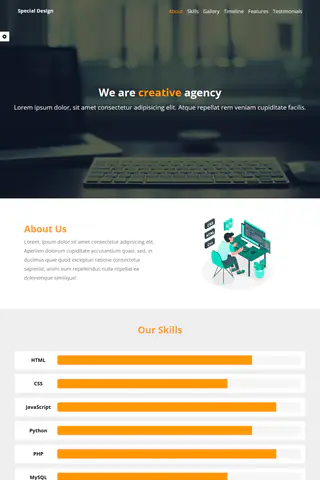 Special Design
About Skills Gallery Timeline Features Testimonials
We are creative agency
Lorem ipsum dolor, sit amet consectetur adipisicing elit. Atque repellat rem veniam cupiditate facilis.
About Us
Lorem, ipsum dolor sit amet consectetur adipisicing elit.
Aperiam dolorum cupiditate accusantium quasi, sed, in
ducimus quae quod excepturi ratione consectetur
sapiente, animi eum repellendus nulla repellat ex
doloremque similique!
Our Skills
HTML
CSS
JavaScript
Python
PHP
MySQL